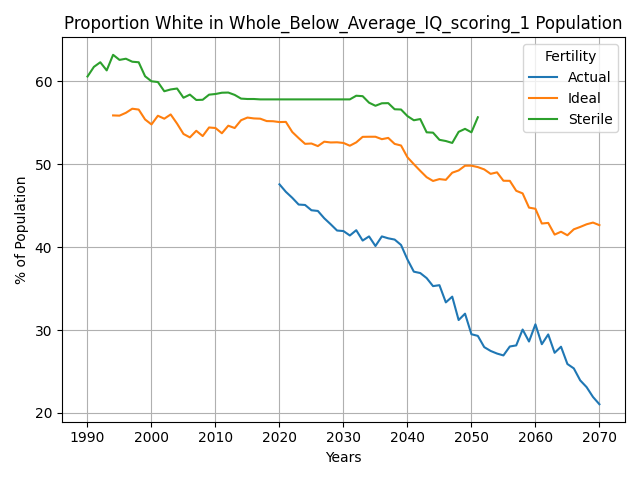 Proportion White in Whole_Below_Average_IQ_scoring_1 Population
Fertility
Actual
Ideal
Sterile
% of Population
60
50
40
30
20
1990 2000 2010 2020 2030 2040 2050 2060 2070
Years